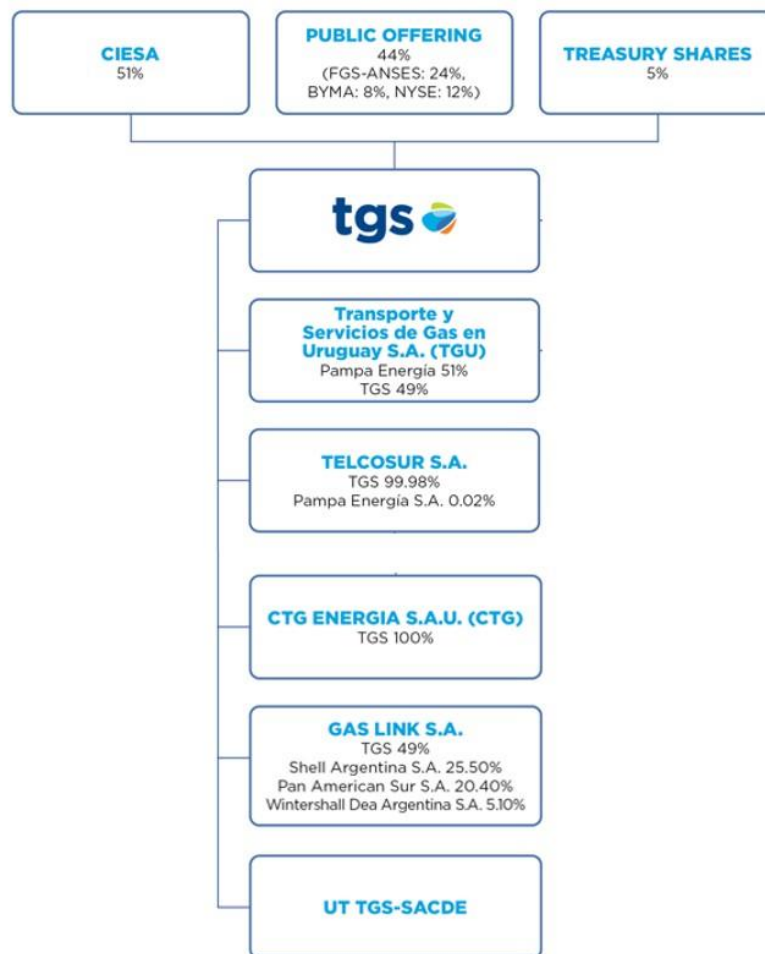 CIESA
51%
PUBLIC OFFERING
44%
(FGS-ANSES: 24%,
BYMA: 8%, NYSE: 12%)
TREASURY SHARES
5%
tgs
Transporte y
Servicios de Gas en
Uruguay S.A. (TGU)
Pampa Energía 51%
TGS 49%
TELCOSUR S.A.
TGS 99.98%
Pampa Energía S.A. 0.02%
CTG ENERGIA S.A.U. (CTG)
TGS 100%
GAS LINK S.A.
TGS 49%
Shell Argentina S.A. 25.50%
Pan American Sur S.A. 20.40%
Wintershall Dea Argentina S.A. 5.10%
UT TGS-SACDE